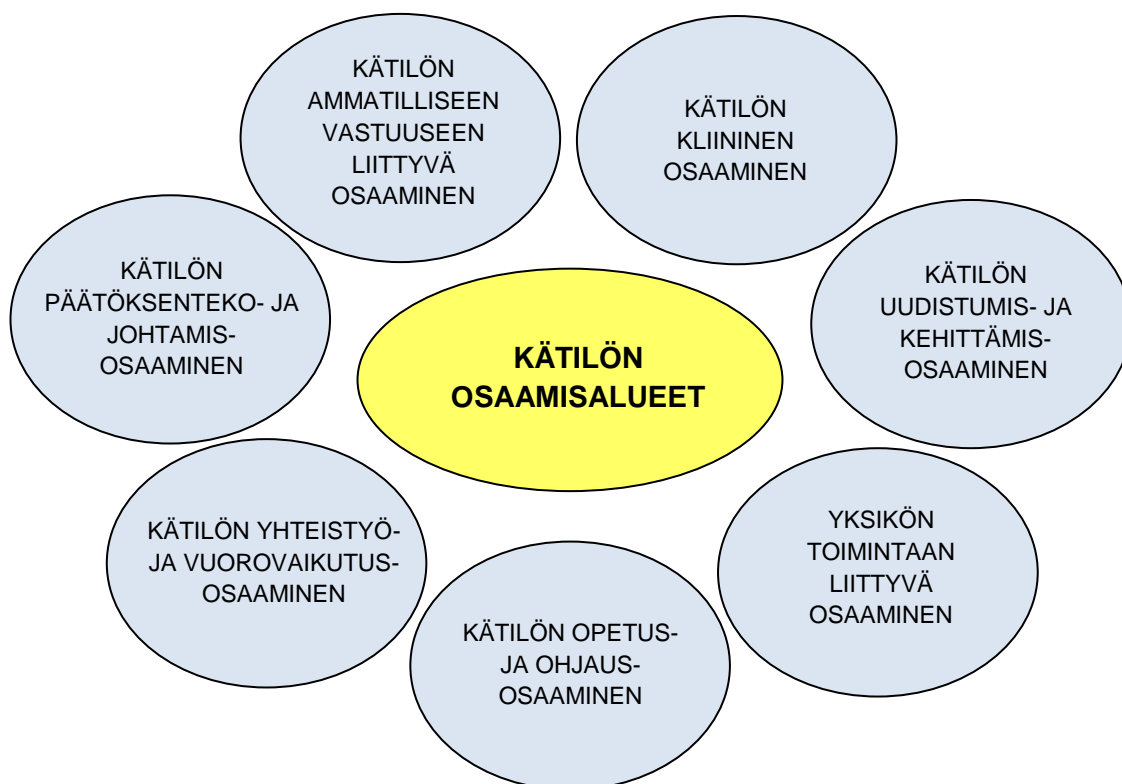 KÄTILÖN
AMMATILLISEEN
VASTUUSEEN
LIITTYVÄ
OSAAMINEN
KÄTILÖN
KLIININEN
OSAAMINEN
KÄTILÖN
PÄÄTÖKSENTEKO- JA
JOHTAMIS-
OSAAMINEN
KÄTILÖN
UUDISTUMIS- JA
KEHITTÄMIS-
OSAAMINEN
KÄTILÖN
OSAAMISALUEET
KÄTILÖN YHTEISTYÖ-
JA VUOROVAIKUTUS-
OSAAMINEN
YKSIKÖN
TOIMINTAAN
LIITTYVÄ
OSAAMINEN
KÄTILÖN OPETUS-
JA OHJAUS-
OSAAMINEN